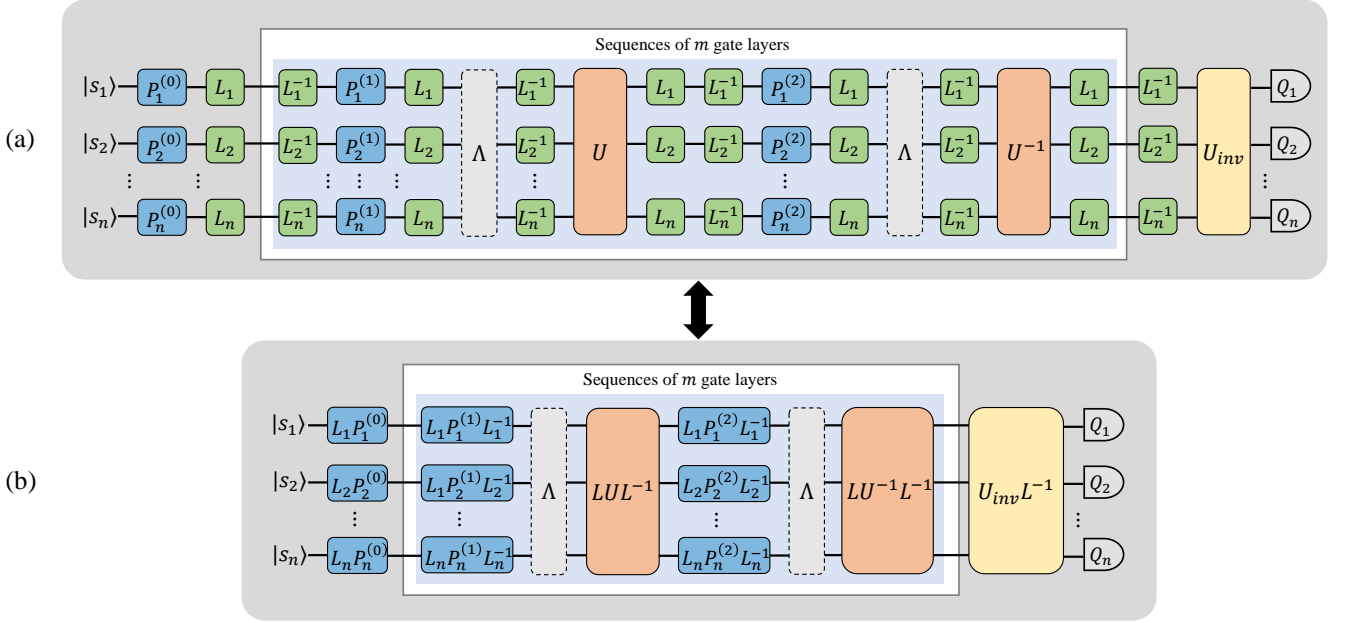 Sequences of m gate layers
(a)
|s₁⟩ P₁⁽⁰⁾ L₁ L₁⁻¹ P₁⁽¹⁾ L₁ Λ L₁⁻¹ U L₁ L₁⁻¹ P₁⁽²⁾ L₁ Λ L₁⁻¹ U⁻¹ L₁ L₁⁻¹ U_inv Q₁
|s₂⟩ P₂⁽⁰⁾ L₂ L₂⁻¹ P₂⁽¹⁾ L₂ L₂⁻¹ L₂ L₂⁻¹ P₂⁽²⁾ L₂ L₂⁻¹ L₂ L₂⁻¹ Q₂
⋮ ⋮ ⋮ ⋮ ⋮ ⋮ ⋮ ⋮
|sₙ⟩ Pₙ⁽⁰⁾ Lₙ Lₙ⁻¹ Pₙ⁽¹⁾ Lₙ Lₙ⁻¹ Lₙ Lₙ⁻¹ Pₙ⁽²⁾ Lₙ Lₙ⁻¹ Lₙ Lₙ⁻¹ Qₙ
Sequences of m gate layers
(b)
|s₁⟩ L₁P₁⁽⁰⁾ L₁P₁⁽¹⁾L₁⁻¹ Λ LUL⁻¹ L₁P₁⁽²⁾L₁⁻¹ Λ LU⁻¹L⁻¹ U_invL⁻¹ Q₁
|s₂⟩ L₂P₂⁽⁰⁾ L₁P₂⁽¹⁾L₂⁻¹ L₂P₂⁽²⁾L₂⁻¹ Q₂
⋮ ⋮ ⋮ ⋮
|sₙ⟩ LₙPₙ⁽⁰⁾ LₙPₙ⁽¹⁾Lₙ⁻¹ LₙPₙ⁽²⁾Lₙ⁻¹ Qₙ